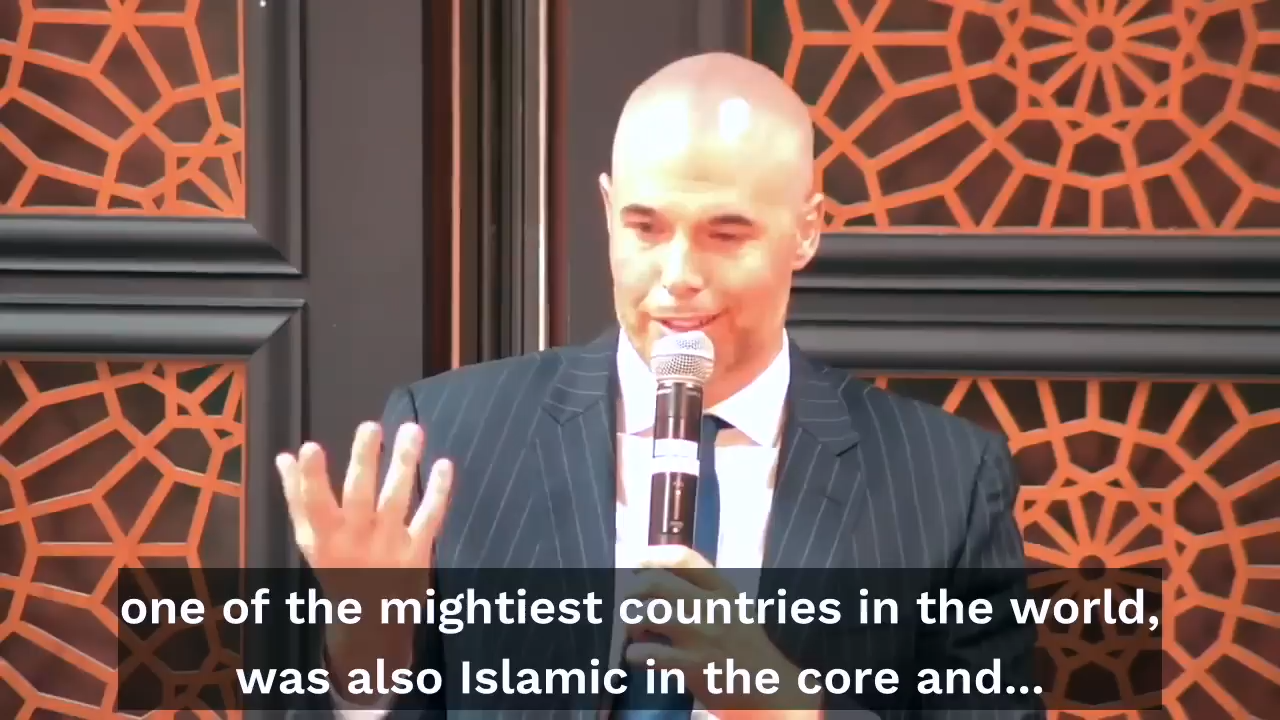 one of the mightiest countries in the world,
was also Islamic in the core and...